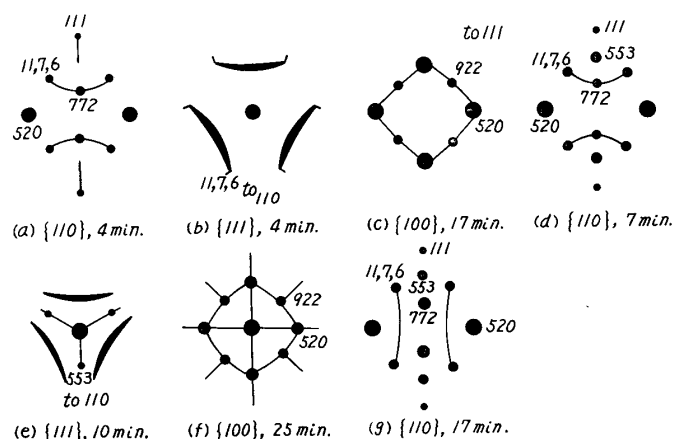 111
11,7,6
772
520
(a) {110}, 4 min.
11,7,6
to 110
(b) {111}, 4 min.
to 111
922
520
(c) {100}, 17 min.
111
553
11,7,6
772
520
(d) {110}, 7 min.
553
to 110
(e) {111}, 10 min.
922
520
(f) {100}, 25 min.
111
11,7,6
553
772
520
(g) {110}, 17 min.